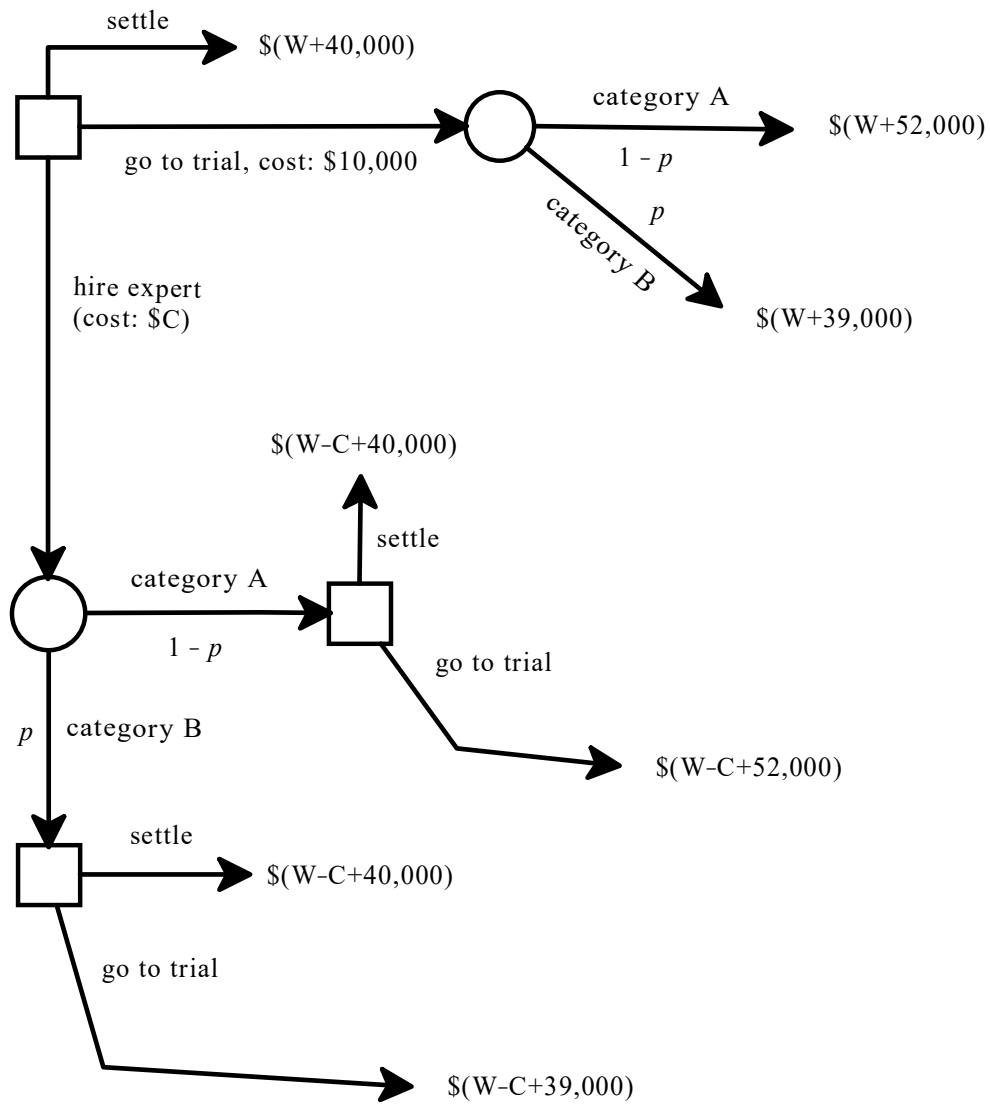 settle
$(W+40,000)
category A
$(W+52,000)
go to trial, cost: $10,000
1 - p
p
category B
hire expert
(cost: $C)
$(W+39,000)
$(W-C+40,000)
settle
category A
1 - p
go to trial
p
category B
$(W-C+52,000)
settle
$(W-C+40,000)
go to trial
$(W-C+39,000)